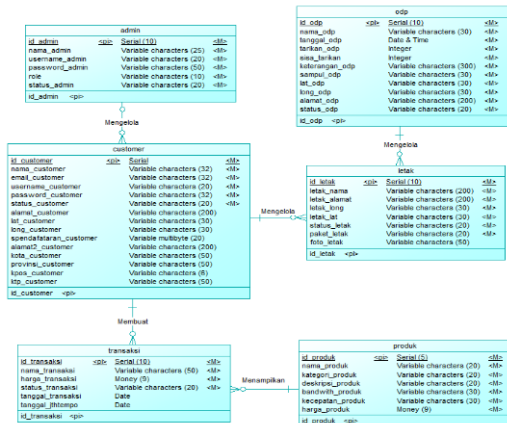 admin
id_admin <pi> Serial (10) <M>
nama_admin Variable characters (25) <M>
username_admin Variable characters (20) <M>
password_admin Variable characters (50) <M>
role Variable characters (10) <M>
status_admin Variable characters (20) <M>
id_admin <pi>
odp
id_odp <pi> Serial (10) <M>
nama_odp Variable characters (30) <M>
tanggal_odp Date & Time <M>
tarikan_odp Integer <M>
sisa_tarikan Integer <M>
keterangan_odp Variable characters (300) <M>
sampul_odp Variable characters (30) <M>
lat_odp Variable characters (30) <M>
long_odp Variable characters (30) <M>
alamat_odp Variable characters (200) <M>
status_odp Variable characters (20) <M>
id_odp <pi>
Mengelola
Mengelola
customer
id_customer <pi> Serial <M>
nama_customer Variable characters (32) <M>
email_customer Variable characters (32) <M>
username_customer Variable characters (20) <M>
password_customer Variable characters (32) <M>
status_customer Variable characters (20) <M>
alamat_customer Variable characters (200)
lat_customer Variable characters (30)
long_customer Variable characters (30)
spendafataran_customer Variable multibyte (20)
alamat2_customer Variable characters (200)
kota_customer Variable characters (50)
provinsi_customer Variable characters (50)
kpos_customer Variable characters (6)
ktp_customer Variable characters (50)
id_customer <pi>
Mengelola
letak
id_letak <pi> Serial (10) <M>
letak_nama Variable characters (200) <M>
letak_alamat Variable characters (200) <M>
letak_long Variable characters (30) <M>
letak_lat Variable characters (30) <M>
status_letak Variable characters (20) <M>
paket_letak Variable characters (20) <M>
foto_letak Variable characters (50)
id_letak <pi>
Membuat
transaksi
id_transaksi <pi> Serial (10) <M>
nama_transaksi Variable characters (50) <M>
harga_transaksi Money (9) <M>
status_transaksi Variable characters (20) <M>
tanggal_transaksi Date
tanggal_jthtempo Date
id_transaksi <pi>
Menampilkan
produk
id_produk <pi> Serial (5) <M>
nama_produk Variable characters (20) <M>
kategori_produk Variable characters (20) <M>
deskripsi_produk Variable characters (20) <M>
bandwith_produk Variable characters (30) <M>
kecepatan_produk Variable characters (30) <M>
harga_produk Money (9) <M>
id_produk <pi>